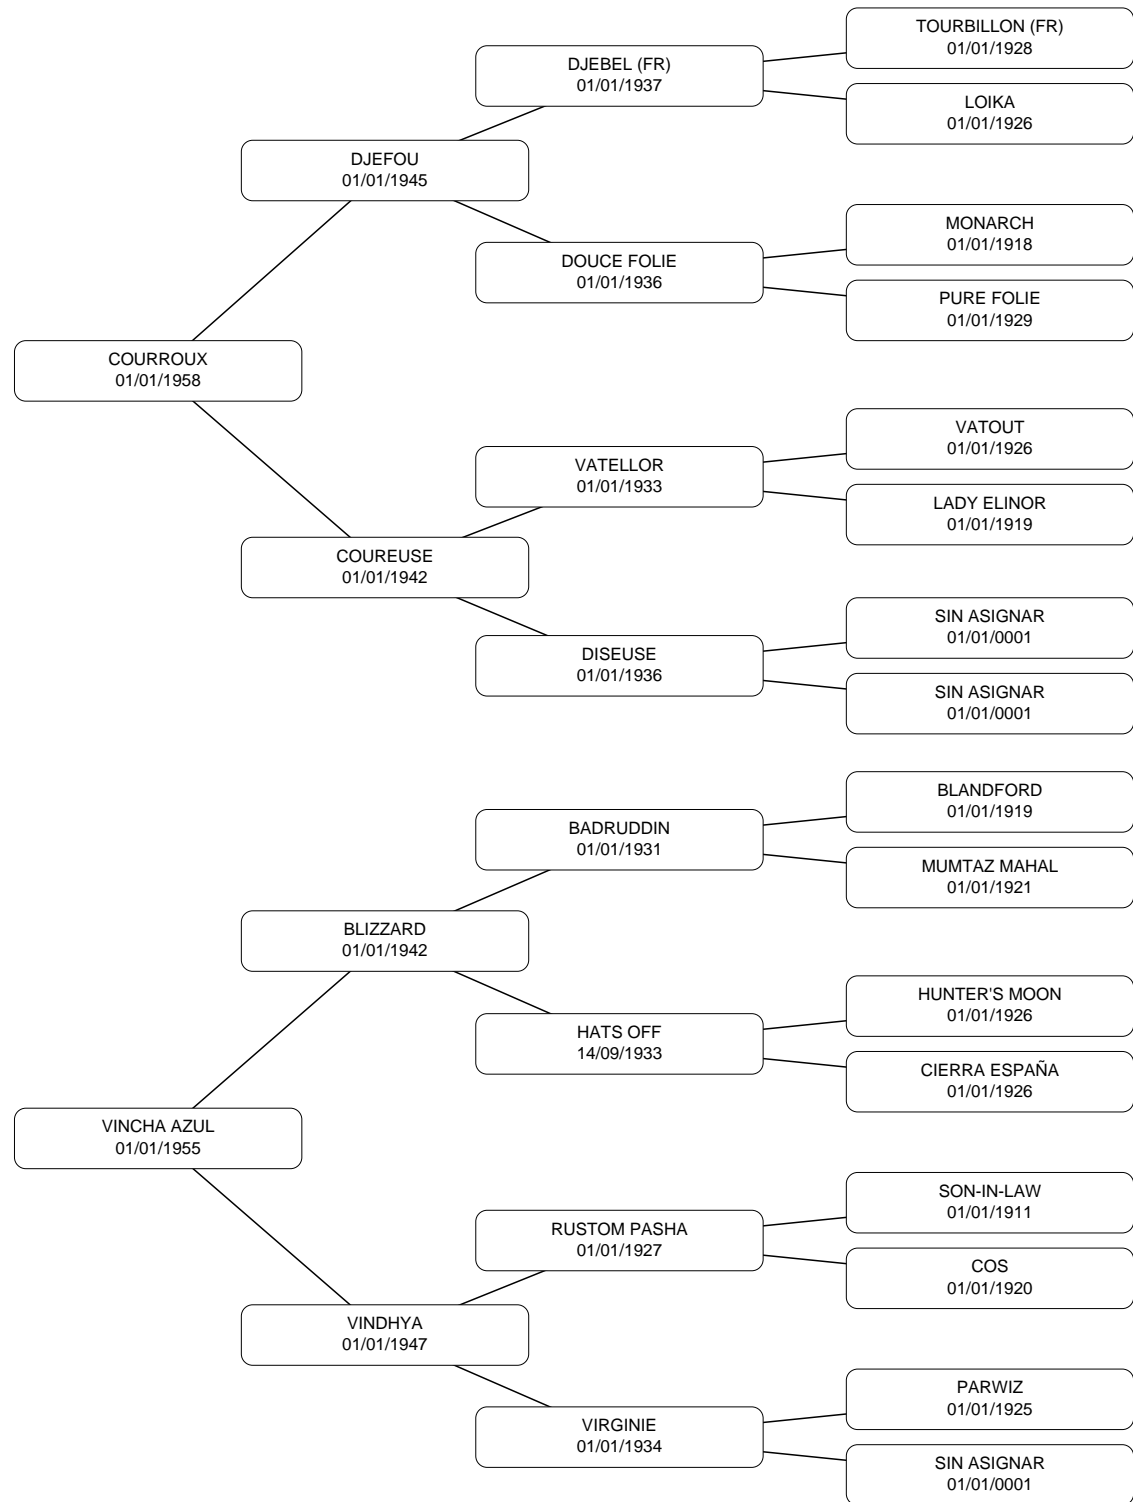 TOURBILLON (FR)
01/01/1928
DJEBEL (FR)
01/01/1937
LOIKA
01/01/1926
DJEFOU
01/01/1945
MONARCH
01/01/1918
DOUCE FOLIE
01/01/1936
PURE FOLIE
01/01/1929
COURROUX
01/01/1958
VATOUT
01/01/1926
VATELLOR
01/01/1933
LADY ELINOR
01/01/1919
COUREUSE
01/01/1942
SIN ASIGNAR
01/01/0001
DISEUSE
01/01/1936
SIN ASIGNAR
01/01/0001
BLANDFORD
01/01/1919
BADRUDDIN
01/01/1931
MUMTAZ MAHAL
01/01/1921
BLIZZARD
01/01/1942
HUNTER'S MOON
01/01/1926
HATS OFF
14/09/1933
CIERRA ESPAÑA
01/01/1926
VINCHA AZUL
01/01/1955
SON-IN-LAW
01/01/1911
RUSTOM PASHA
01/01/1927
COS
01/01/1920
VINDHYA
01/01/1947
PARWIZ
01/01/1925
VIRGINIE
01/01/1934
SIN ASIGNAR
01/01/0001